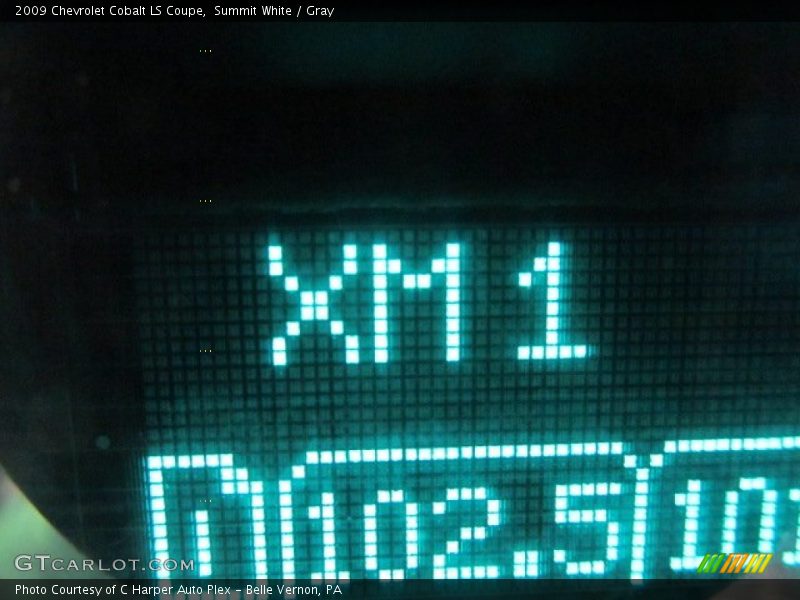 2009 Chevrolet Cobalt LS Coupe, Summit White / Gray
XM 1
102.5
GTCARLOT.COM
Photo Courtesy of C Harper Auto Plex - Belle Vernon, PA